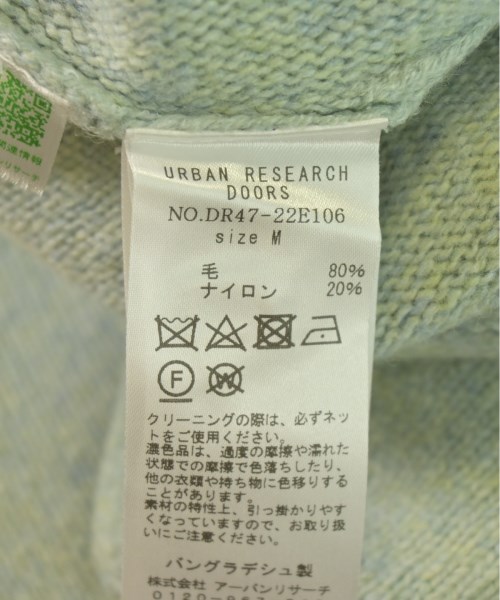 URBAN RESEARCH
DOORS
NO.DR47-22E106
size M
毛 80%
ナイロン 20%
F
W
クリーニングの際は、必ずネッ
トをご使用ください。
濃色品は、過度の摩擦や濡れた
状態での摩擦で色落ちしたり、
他の衣類や持ち物に色移りする
ことがあります。
素材の特性上、引っ掛かりやす
くなっていますので、お取り扱
いにご注意ください。
バングラデシュ製
株式会社 アーバンリサーチ